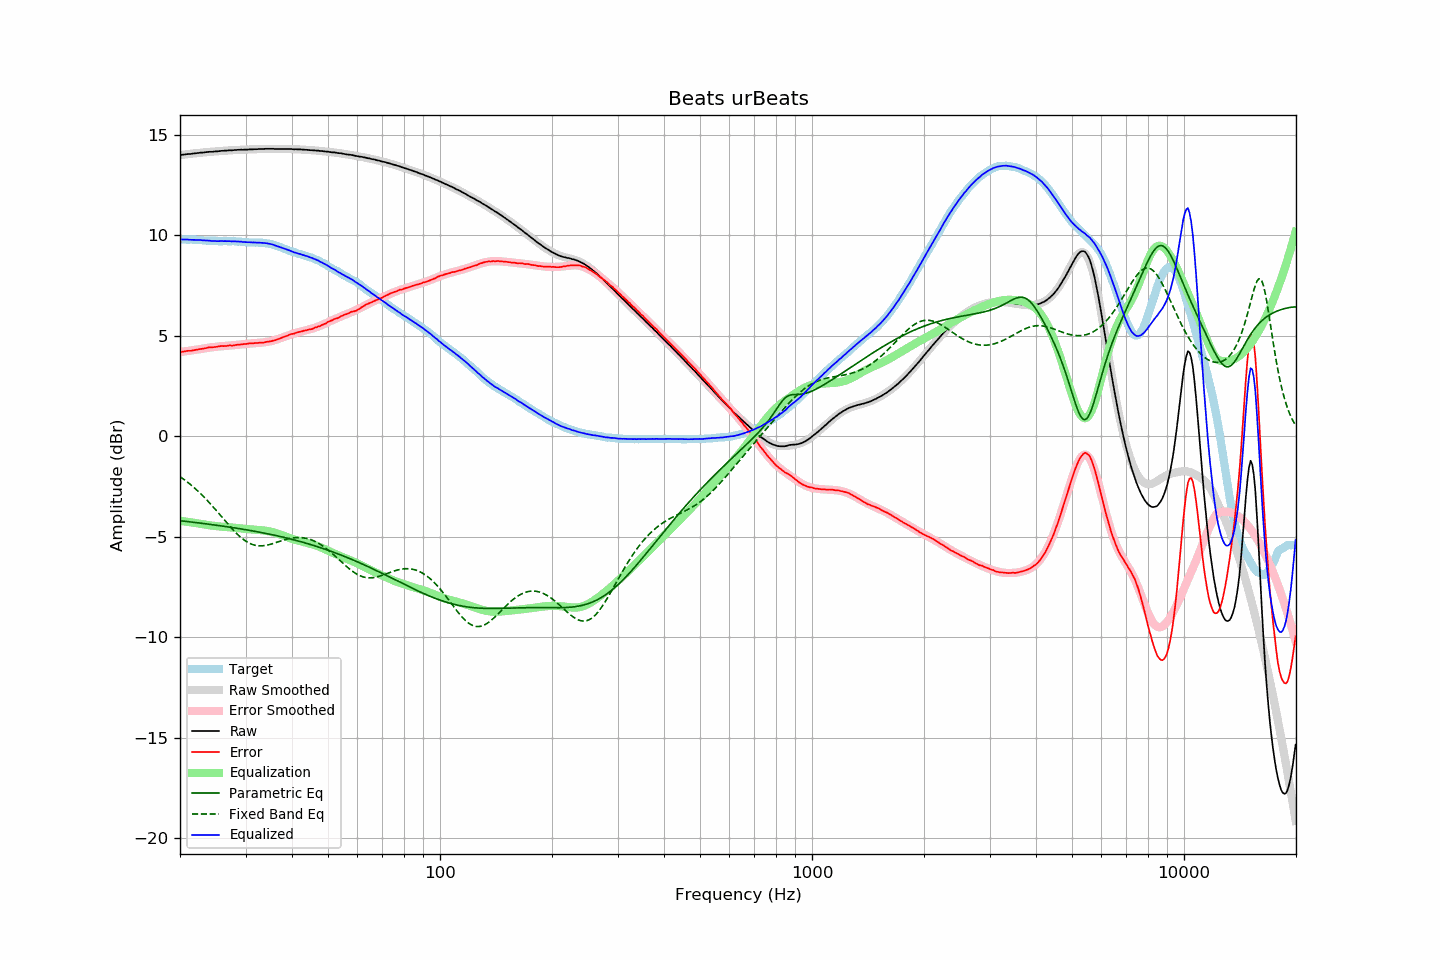 Beats urBeats
15
10
5
0
−5
−10
−15
−20
Amplitude (dBr)
Target
Raw Smoothed
Error Smoothed
Raw
Error
Equalization
Parametric Eq
Fixed Band Eq
Equalized
100
1000
10000
Frequency (Hz)